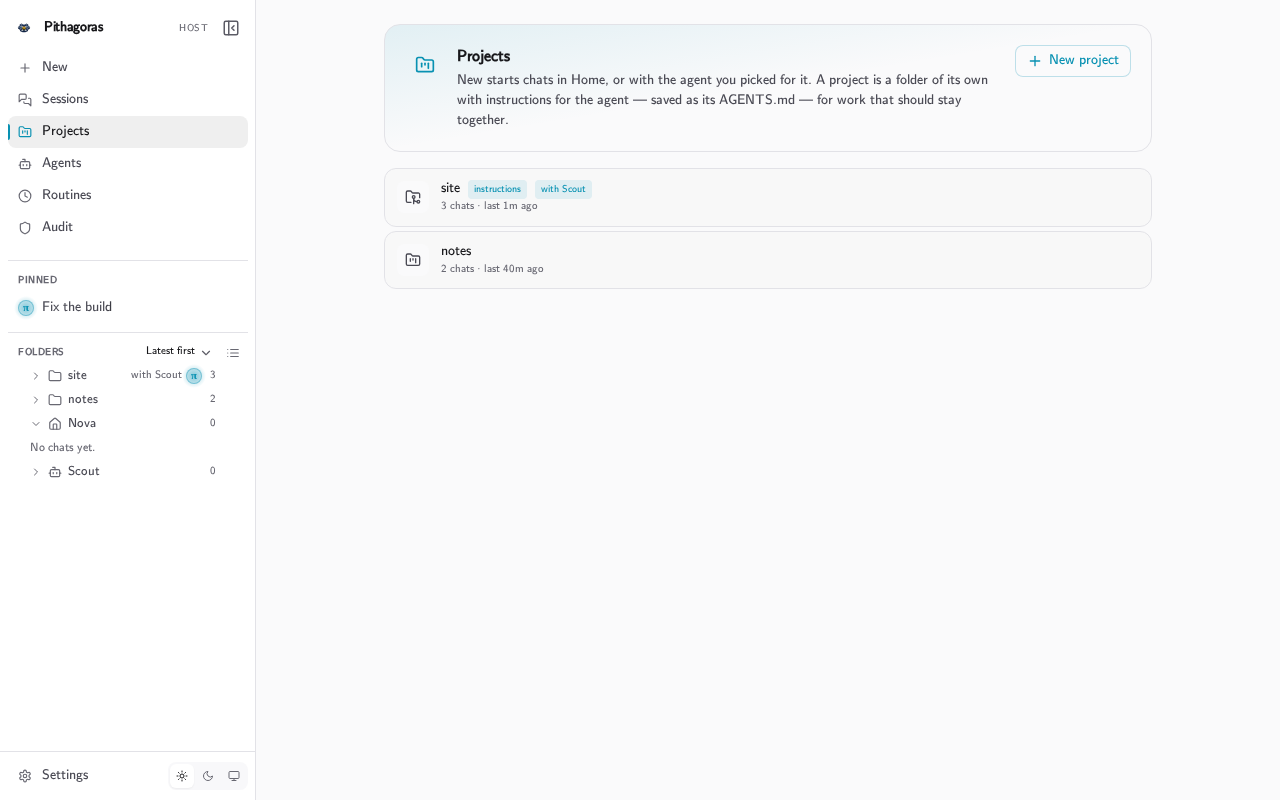 Pithagoras
HOST
New
Sessions
Projects
Agents
Routines
Audit
PINNED
π Fix the build
FOLDERS
Latest first
site with Scout π 3
notes 2
Nova 0
No chats yet.
Scout 0
Settings
Projects
New starts chats in Home, or with the agent you picked for it. A project is a folder of its own
with instructions for the agent — saved as its AGENTS.md — for work that should stay
together.
New project
site instructions with Scout
3 chats · last 1m ago
notes
2 chats · last 40m ago